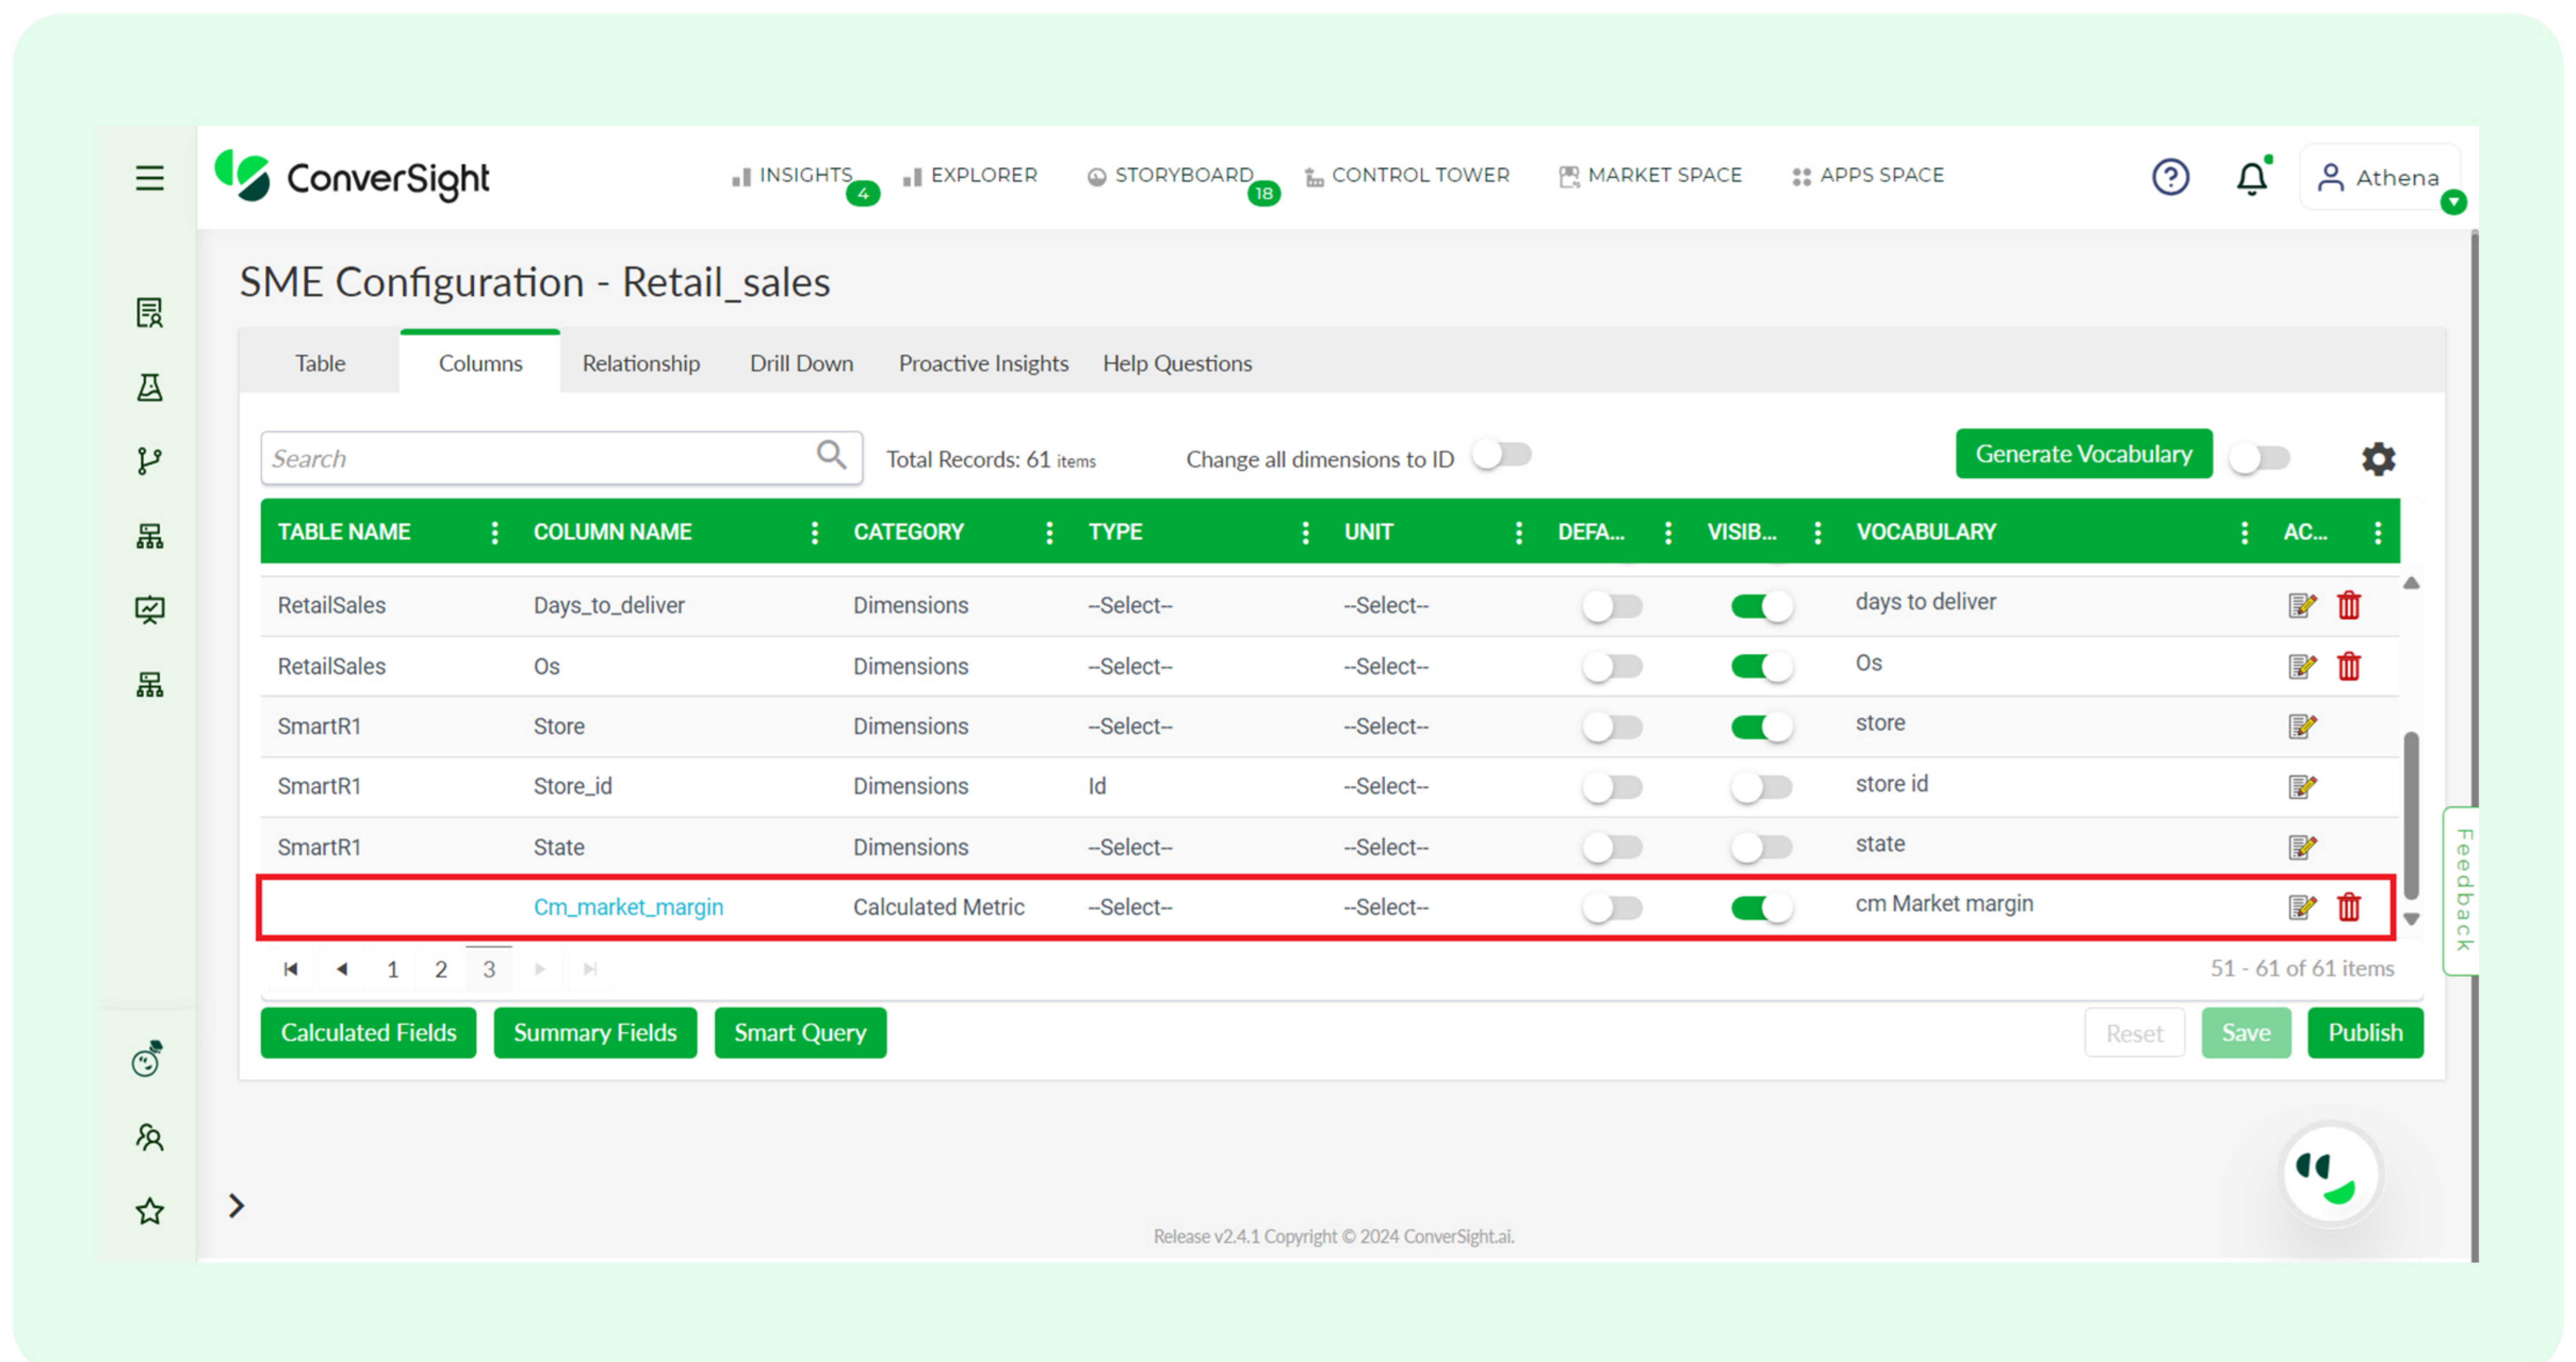 ConverSight
INSIGHTS 4
EXPLORER
STORYBOARD 18
CONTROL TOWER
MARKET SPACE
APPS SPACE
Athena
SME Configuration - Retail_sales
Table Columns Relationship Drill Down Proactive Insights Help Questions
Search Total Records: 61 items Change all dimensions to ID Generate Vocabulary
TABLE NAME COLUMN NAME CATEGORY TYPE UNIT DEFA... VISIB... VOCABULARY AC...
RetailSales Days_to_deliver Dimensions --Select-- --Select-- days to deliver
RetailSales Os Dimensions --Select-- --Select-- Os
SmartR1 Store Dimensions --Select-- --Select-- store
SmartR1 Store_id Dimensions Id --Select-- store id
SmartR1 State Dimensions --Select-- --Select-- state
Cm_market_margin Calculated Metric --Select-- --Select-- cm Market margin
Feedback
1 2 3 51 - 61 of 61 items
Calculated Fields Summary Fields Smart Query Reset Save Publish
Release v2.4.1 Copyright © 2024 ConverSight.ai.